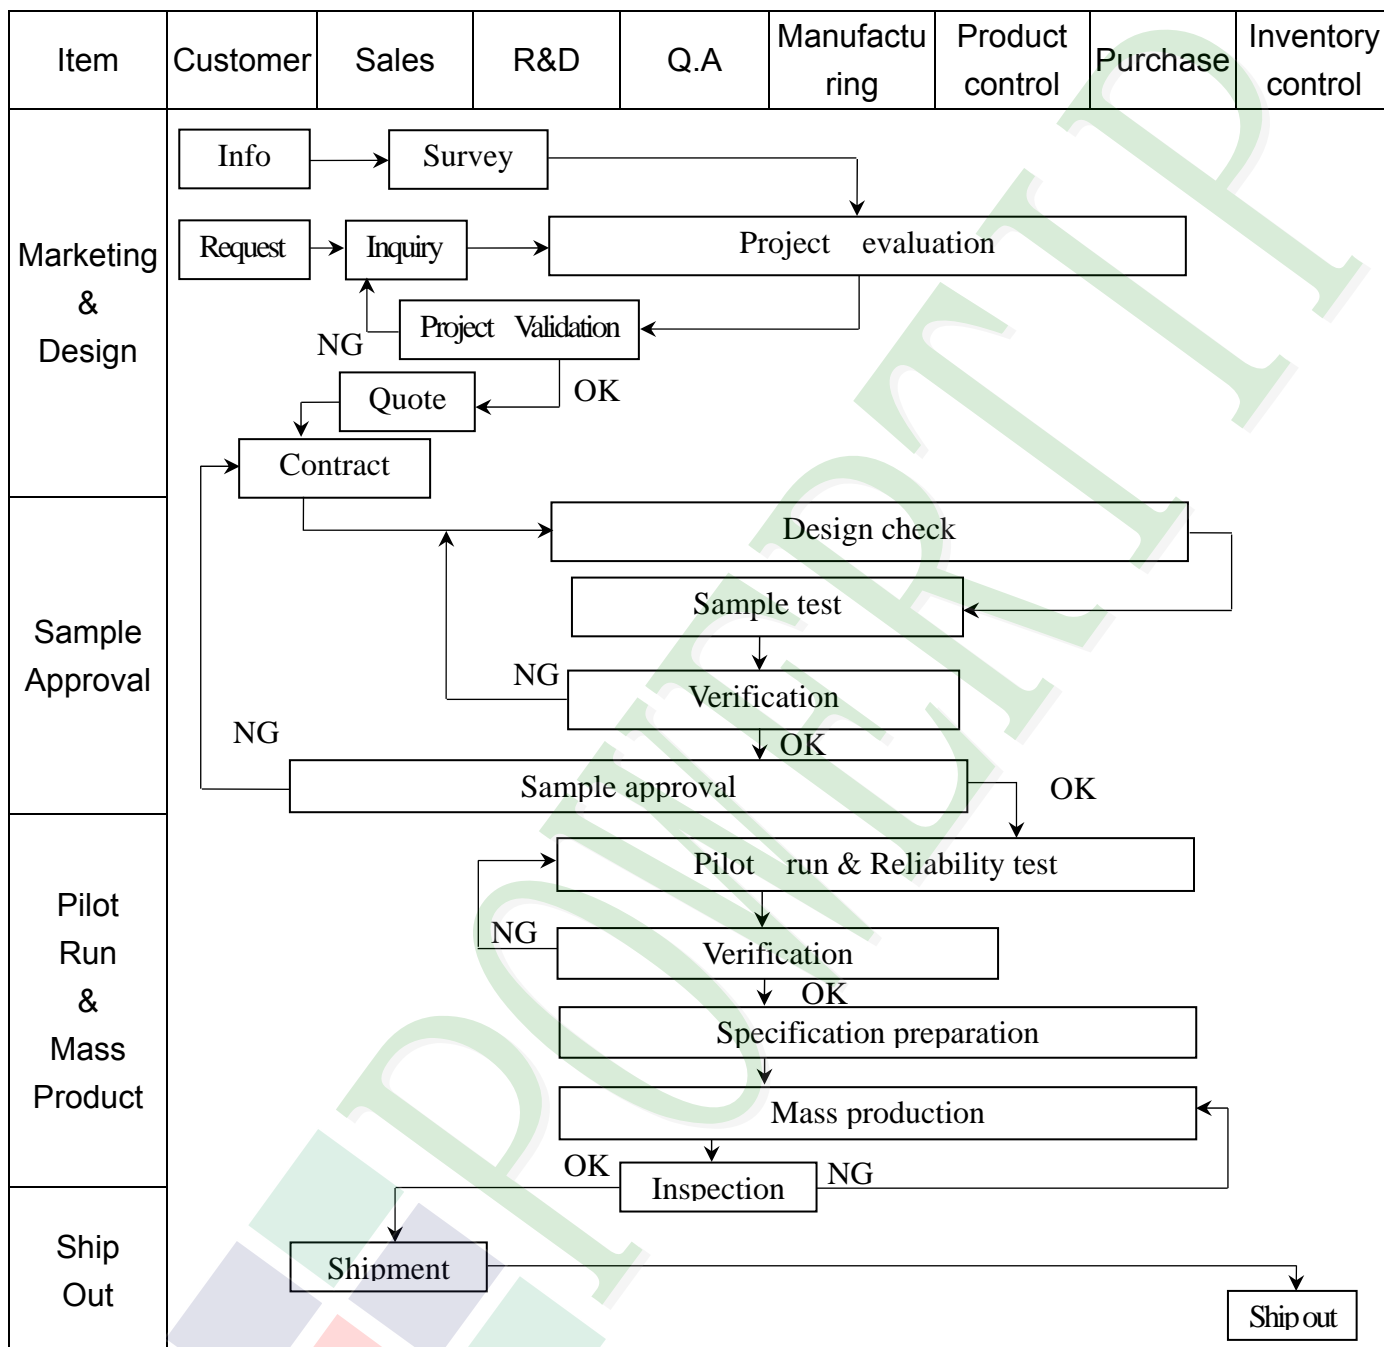 Item
Customer
Sales
R&D
Q.A
Manufactu
ring
Product
control
Purchase
Inventory
control
Marketing
&
Design
Info
Survey
Request
Inquiry
Project evaluation
Project Validation
NG
OK
Quote
Contract
Sample
Approval
Design check
Sample test
NG
Verification
OK
NG
Sample approval
OK
Pilot
Run
&
Mass
Product
Pilot run & Reliability test
NG
Verification
OK
Specification preparation
Mass production
OK
Inspection
NG
Ship
Out
Shipment
Ship out
POWERTIP